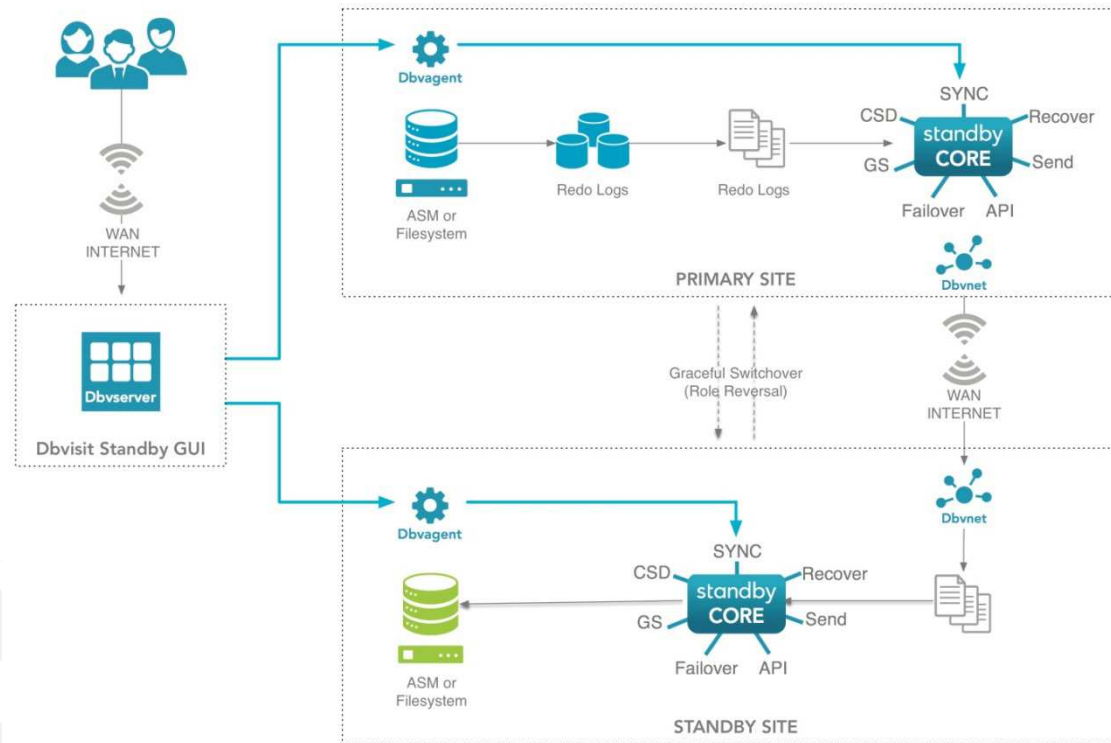 WAN
INTERNET
Dbvserver
Dbvisit Standby GUI
Dbvagent
ASM or
Filesystem
Redo Logs
Redo Logs
SYNC
CSD
Recover
standby
CORE
GS
Send
Failover
API
Dbvnet
PRIMARY SITE
Graceful Switchover
(Role Reversal)
WAN
INTERNET
Dbvnet
Dbvagent
ASM or
Filesystem
SYNC
CSD
Recover
standby
CORE
GS
Send
Failover
API
STANDBY SITE